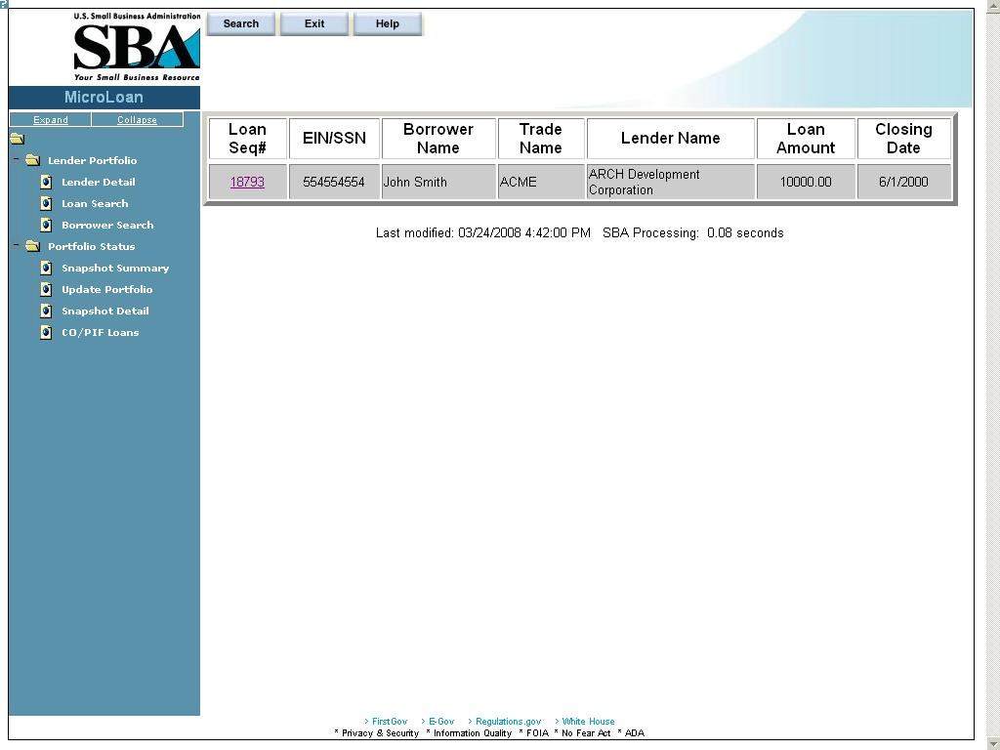 U.S. Small Business Administration
SBA
Your Small Business Resource
Search Exit Help
MicroLoan
Expand Collapse
Lender Portfolio
Lender Detail
Loan Search
Borrower Search
Portfolio Status
Snapshot Summary
Update Portfolio
Snapshot Detail
CO/PIF Loans
Loan Seq# EIN/SSN Borrower Name Trade Name Lender Name Loan Amount Closing Date
18793 554554554 John Smith ACME ARCH Development Corporation 10000.00 6/1/2000
Last modified: 03/24/2008 4:42:00 PM SBA Processing: 0.08 seconds
> FirstGov > E-Gov > Regulations.gov > White House
* Privacy & Security * Information Quality * FOIA * No Fear Act * ADA